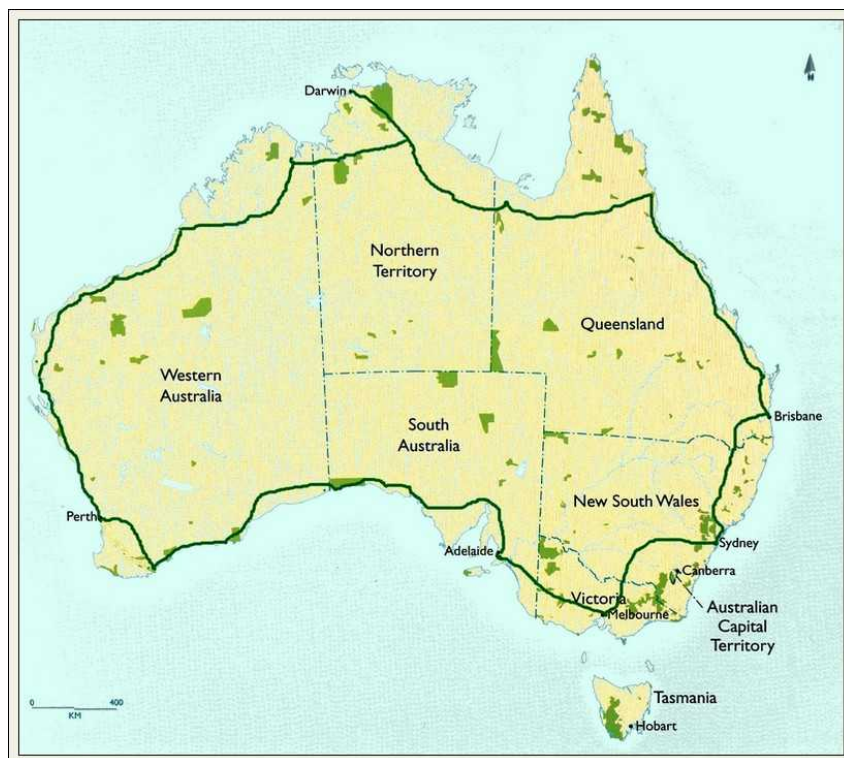 N
Darwin
Northern
Territory
Queensland
Western
Australia
South
Australia
Brisbane
New South Wales
Perth
Sydney
Adelaide
Canberra
Victoria
Melbourne
Australian
Capital
Territory
Tasmania
0 400
KM
Hobart